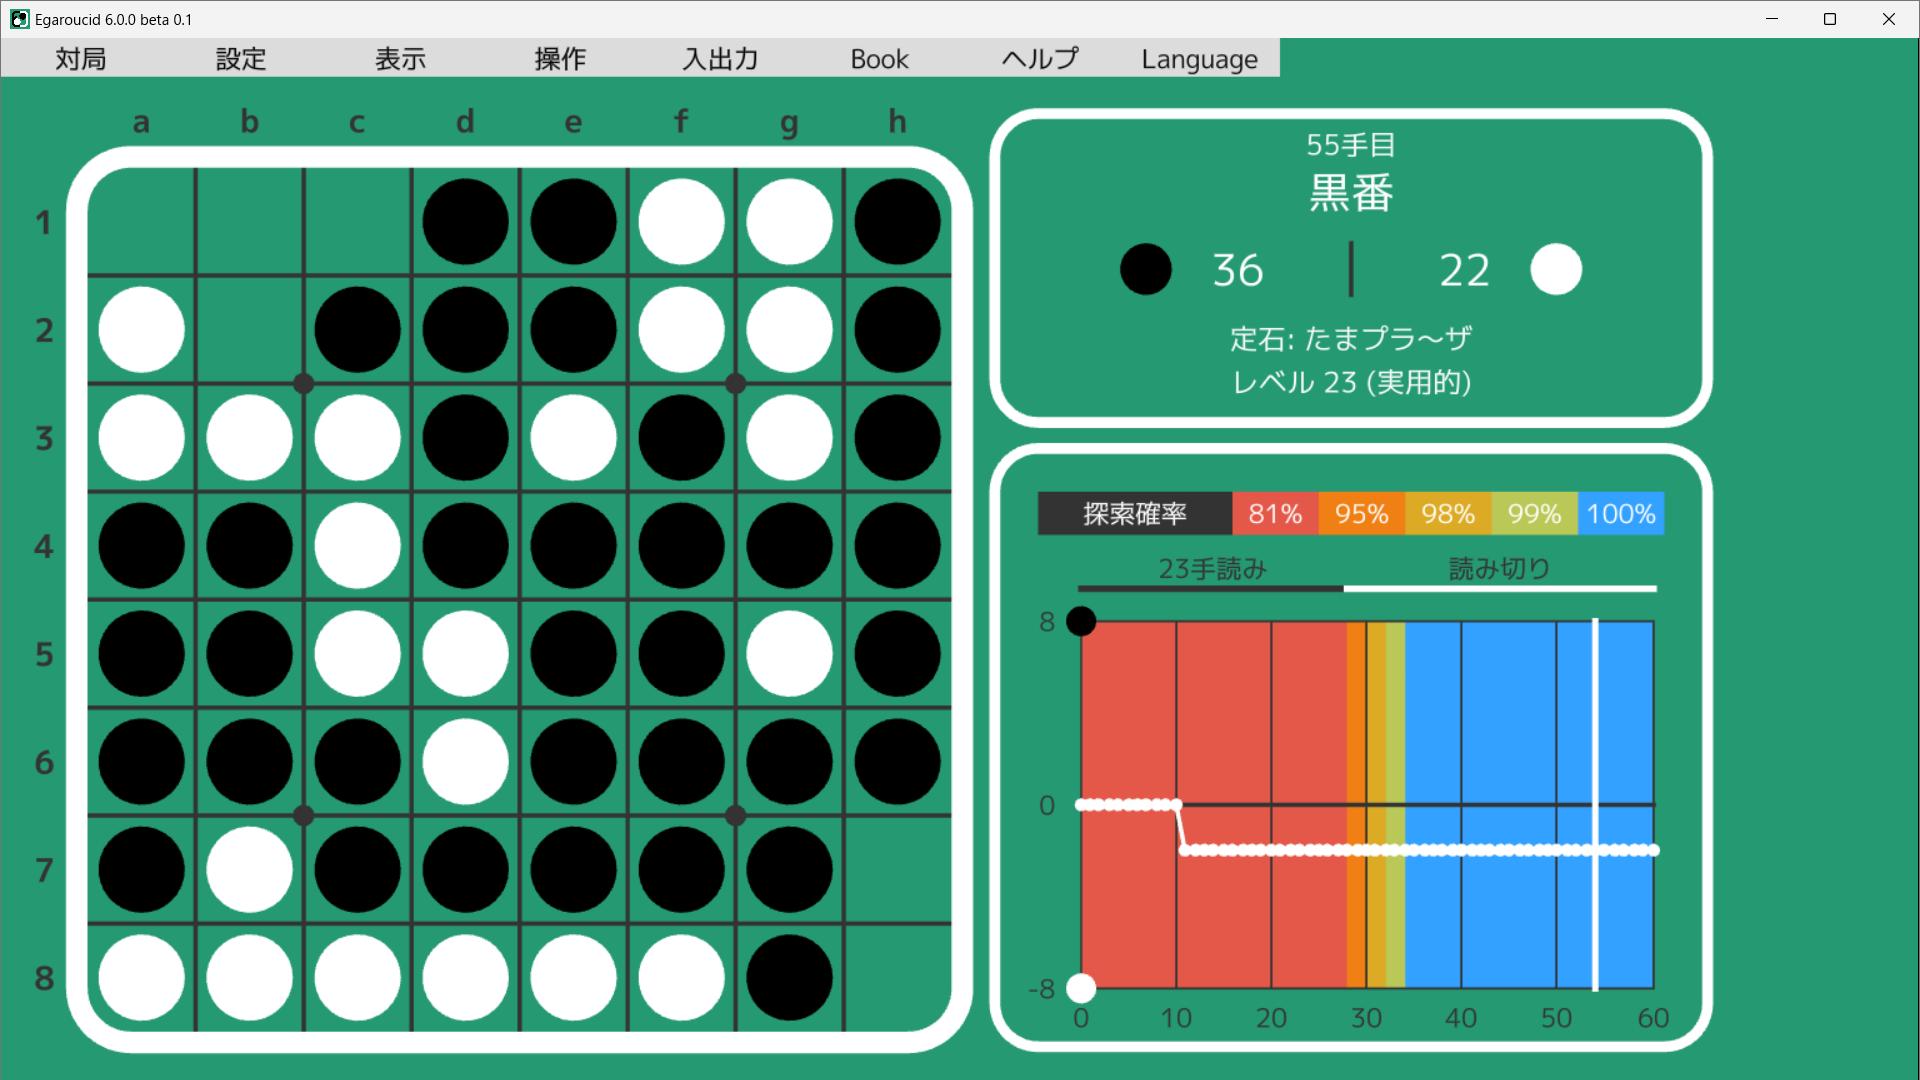 Egaroucid 6.0.0 beta 0.1
対局 設定 表示 操作 入出力 Book ヘルプ Language
a b c d e f g h
1
2
3
4
5
6
7
8
55手目
黒番
36 22
定石: たまプラ〜ザ
レベル 23 (実用的)
探索確率 81% 95% 98% 99% 100%
23手読み 読み切り
8
0
-8
0 10 20 30 40 50 60